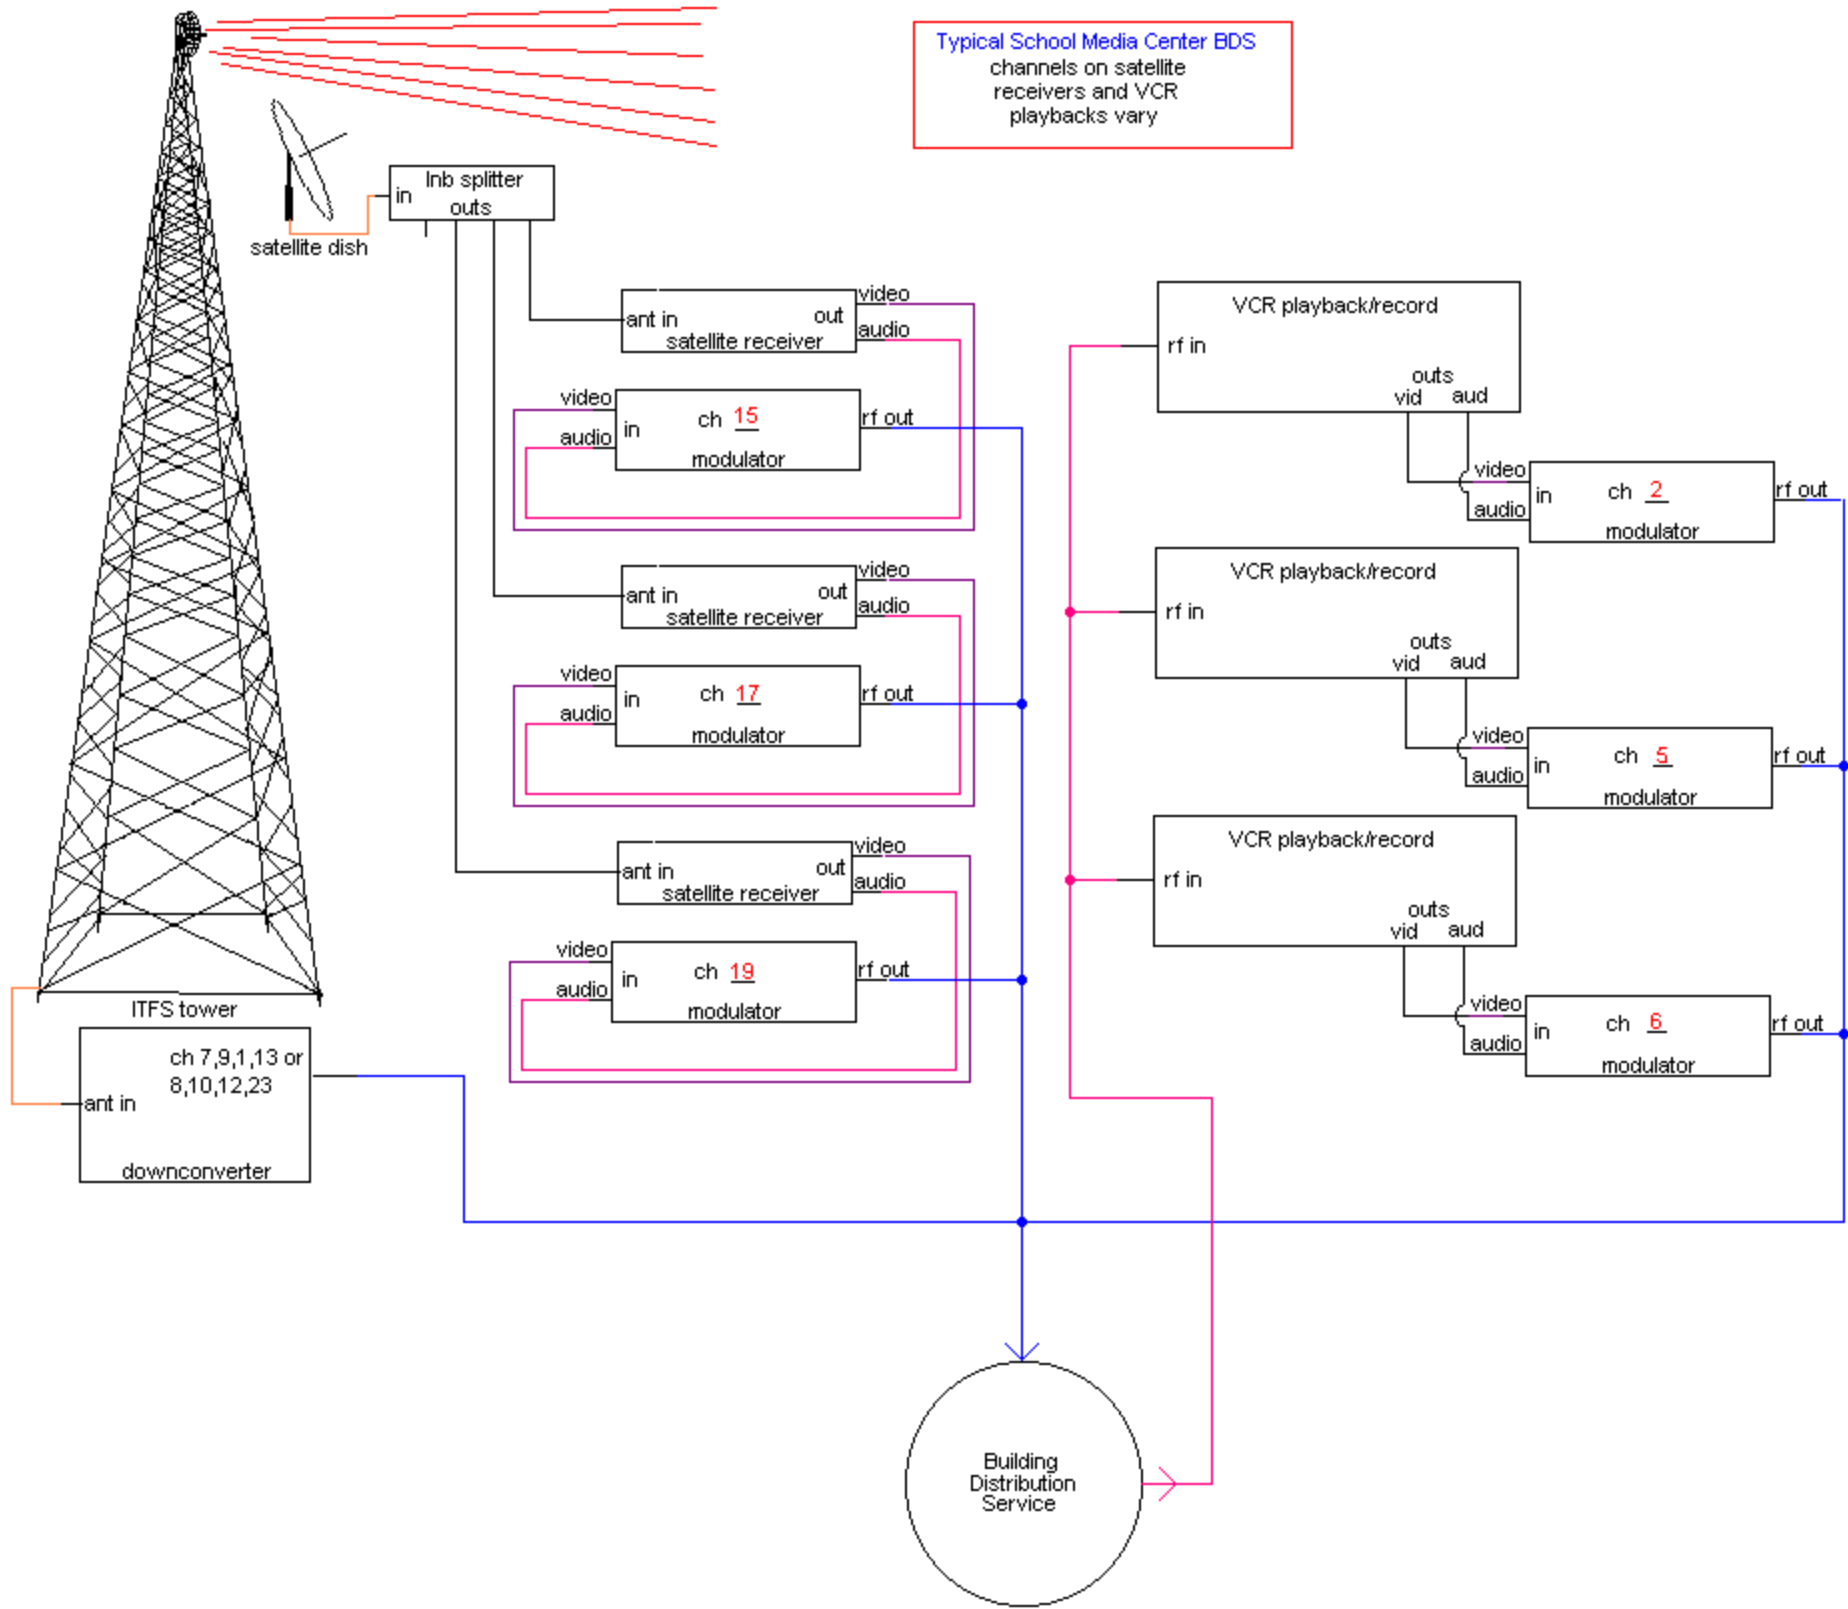 Typical School Media Center BDS
channels on satellite
receivers and VCR
playbacks vary
lnb splitter
in
outs
satellite dish
video
ant in
out
audio
satellite receiver
video
ch 15
rf out
audio
in
modulator
video
ant in
out
audio
satellite receiver
video
ch 17
rf out
audio
in
modulator
video
ant in
out
audio
satellite receiver
video
ch 19
rf out
audio
in
modulator
VCR playback/record
rf in
outs
vid aud
video
ch 2
rf out
in
audio
modulator
VCR playback/record
rf in
outs
vid aud
video
ch 5
rf out
in
audio
modulator
VCR playback/record
rf in
outs
vid aud
video
ch 6
rf out
in
audio
modulator
ITFS tower
ch 7,9,1,13 or
8,10,12,23
ant in
downconverter
Building
Distribution
Service